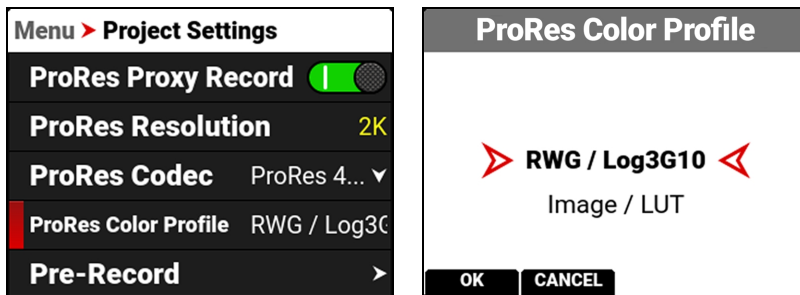 Menu Project Settings
ProRes Proxy Record
ProRes Resolution 2K
ProRes Codec ProRes 4...
ProRes Color Profile RWG / Log3G
Pre-Record
ProRes Color Profile
RWG / Log3G10
Image / LUT
OK CANCEL